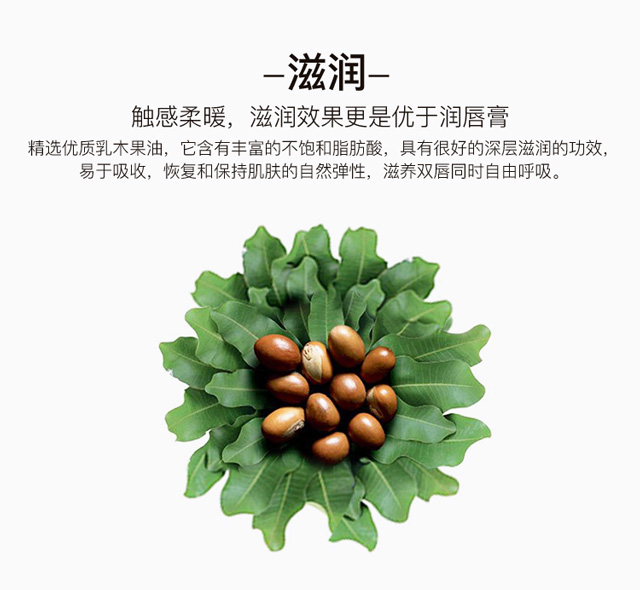 –滋润–
触感柔暖，滋润效果更是优于润唇膏
精选优质乳木果油，它含有丰富的不饱和脂肪酸，具有很好的深层滋润的功效，
易于吸收，恢复和保持肌肤的自然弹性，滋养双唇同时自由呼吸。